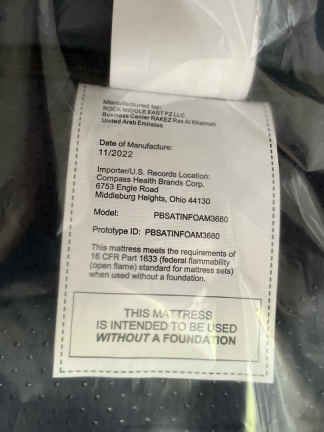 Manufactured by:
ROCK MIDDLE EAST FZ LLC
Business Center RAKEZ Ras Al Khaimah
United Arab Emirates
Date of Manufacture:
11/2022
Importer/U.S. Records Location:
Compass Health Brands Corp.
6753 Engle Road
Middleburg Heights, Ohio 44130
Model: PBSATINFOAM3680
Prototype ID: PBSATINFOAM3680
This mattress meets the requirements of
16 CFR Part 1633 (federal flammability
(open flame) standard for mattress sets)
when used without a foundation.
THIS MATTRESS
IS INTENDED TO BE USED
WITHOUT A FOUNDATION